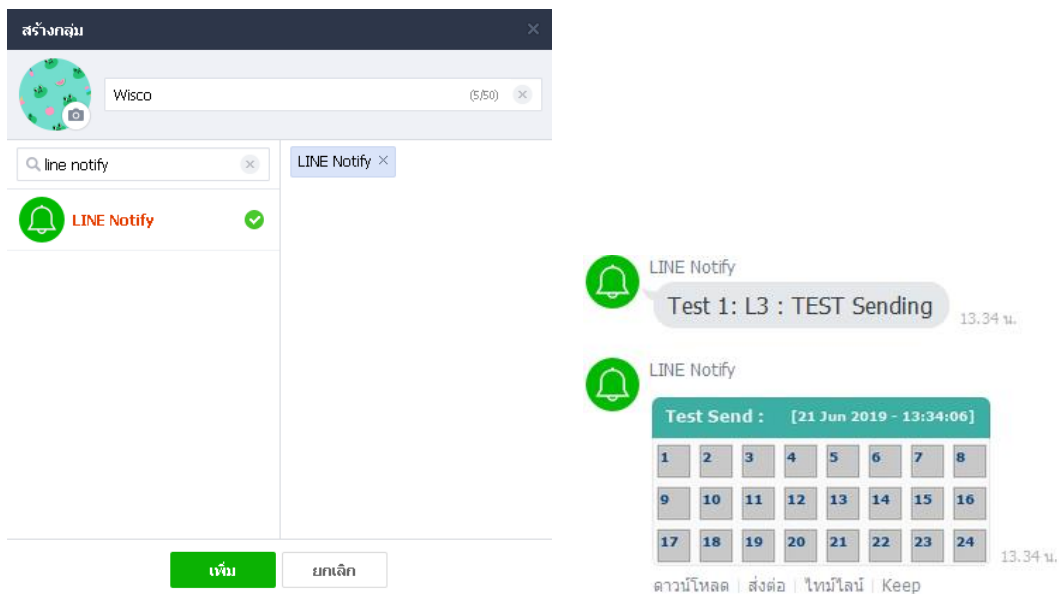 สร้างกลุ่ม
Wisco (5/50)
line notify
LINE Notify
LINE Notify
เพิ่ม ยกเลิก
LINE Notify
Test 1: L3 : TEST Sending
13.34 น.
LINE Notify
Test Send : [21 Jun 2019 - 13:34:06]
1 2 3 4 5 6 7 8
9 10 11 12 13 14 15 16
17 18 19 20 21 22 23 24
13.34 น.
ดาวน์โหลด | ส่งต่อ | ไทม์ไลน์ | Keep